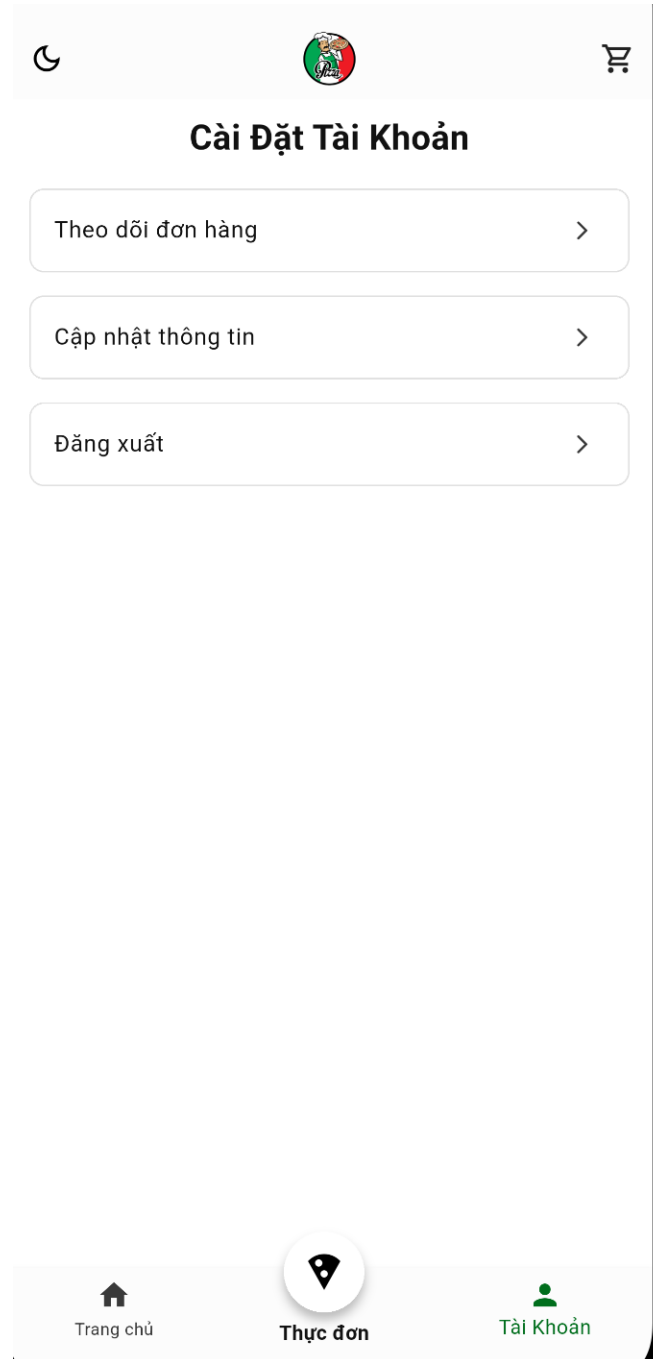 Cài Đặt Tài Khoản
Theo dõi đơn hàng
Cập nhật thông tin
Đăng xuất
Trang chủ
Thực đơn
Tài Khoản